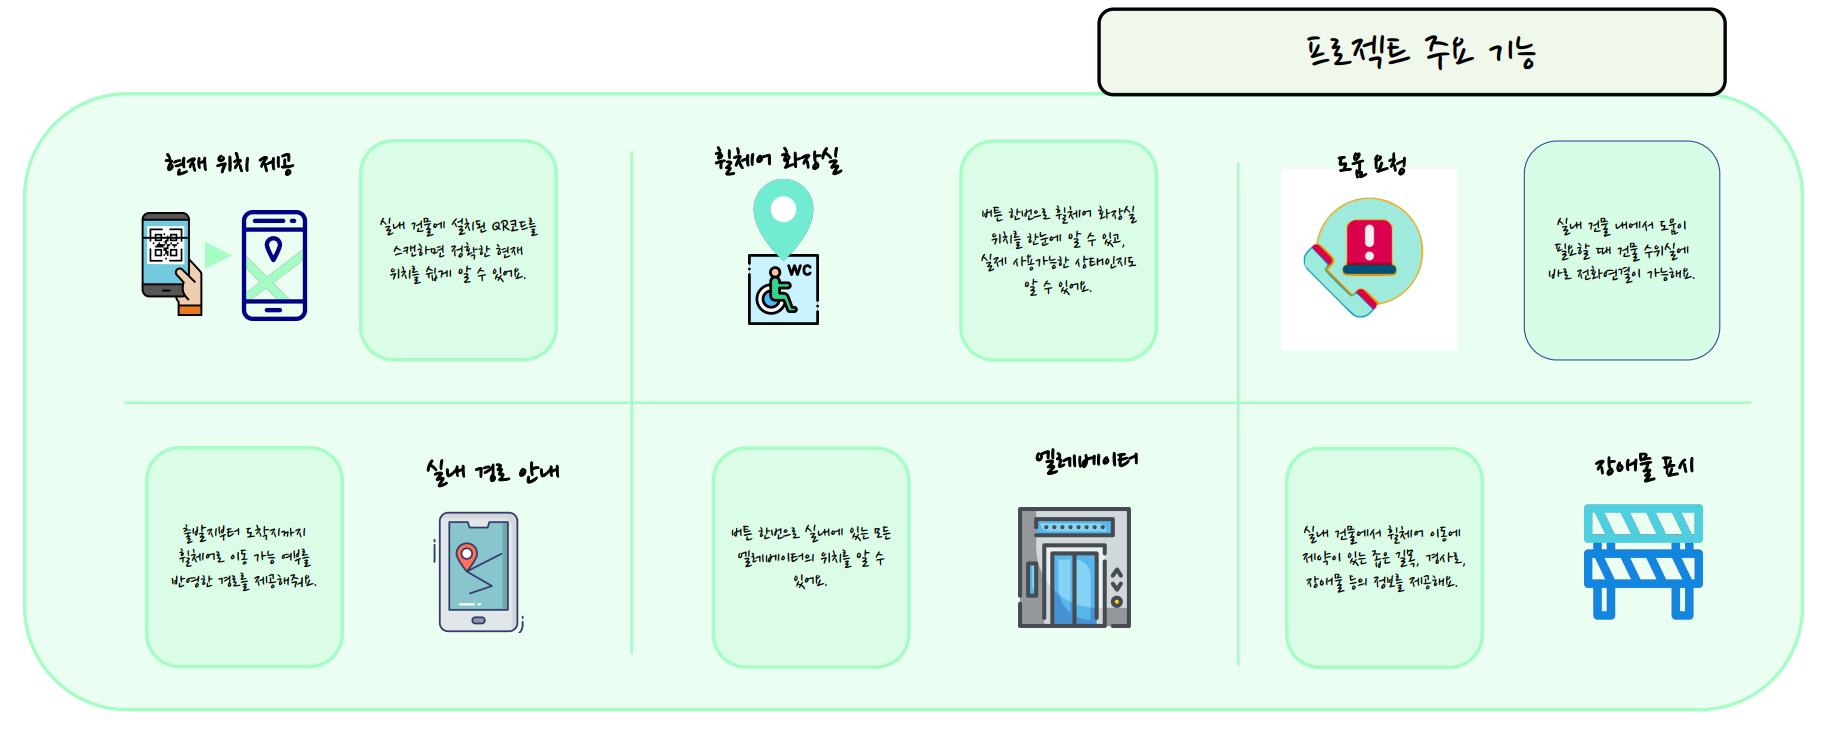 프로젝트 주요 기능
현재 위치 제공
실내 건물에 설치된 QR코드를
스캔하면 정확한 현재
위치를 쉽게 알 수 있어요.
휠체어 화장실
WC
버튼 한번으로 휠체어 화장실
위치를 한눈에 알 수 있고,
실제 사용가능한 상태인지도
알 수 있어요.
도움 요청
실내 건물 내에서 도움이
필요할 때 건물 수위실에
바로 전화연결이 가능해요.
출발지부터 도착지까지
휠체어로 이동 가능 여부를
반영한 경로를 제공해줘요.
실내 경로 안내
버튼 한번으로 실내에 있는 모든
엘레베이터의 위치를 알 수
있어요.
엘레베이터
실내 건물에서 휠체어 이동에
제약이 있는 좁은 길목, 경사로,
장애물 등의 정보를 제공해요.
장애물 표시